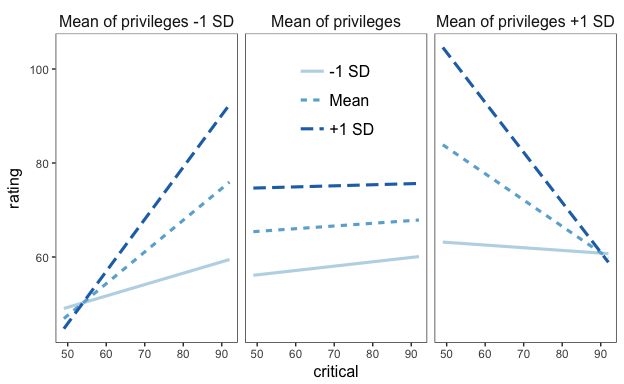 Mean of privileges -1 SD
Mean of privileges
Mean of privileges +1 SD
100
80
60
rating
-1 SD
Mean
+1 SD
50 60 70 80 90
50 60 70 80 90
50 60 70 80 90
critical